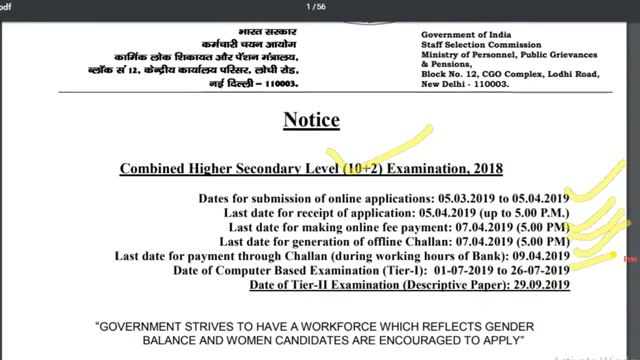 pdf
1 / 56
भारत सरकार
कर्मचारी चयन आयोग
कार्मिक लोक शिकायत और पेंशन मंत्रालय,
ब्लॉक सं 12, केन्द्रीय कार्यालय परिसर, लोधी रोड,
नई दिल्ली -110003.
Government of India
Staff Selection Commission
Ministry of Personnel, Public Grievances
& Pensions,
Block No. 12, CGO Complex, Lodhi Road,
New Delhi - 110003.
Notice
Combined Higher Secondary Level (10+2) Examination, 2018
Dates for submission of online applications: 05.03.2019 to 05.04.2019
Last date for receipt of application: 05.04.2019 (up to 5.00 P.M.)
Last date for making online fee payment: 07.04.2019 (5.00 PM)
Last date for generation of offline Challan: 07.04.2019 (5.00 PM)
Last date for payment through Challan (during working hours of Bank): 09.04.2019
Date of Computer Based Examination (Tier-I): 01-07-2019 to 26-07-2019
Date of Tier-II Examination (Descriptive Paper): 29.09.2019
“GOVERNMENT STRIVES TO HAVE A WORKFORCE WHICH REFLECTS GENDER
BALANCE AND WOMEN CANDIDATES ARE ENCOURAGED TO APPLY”